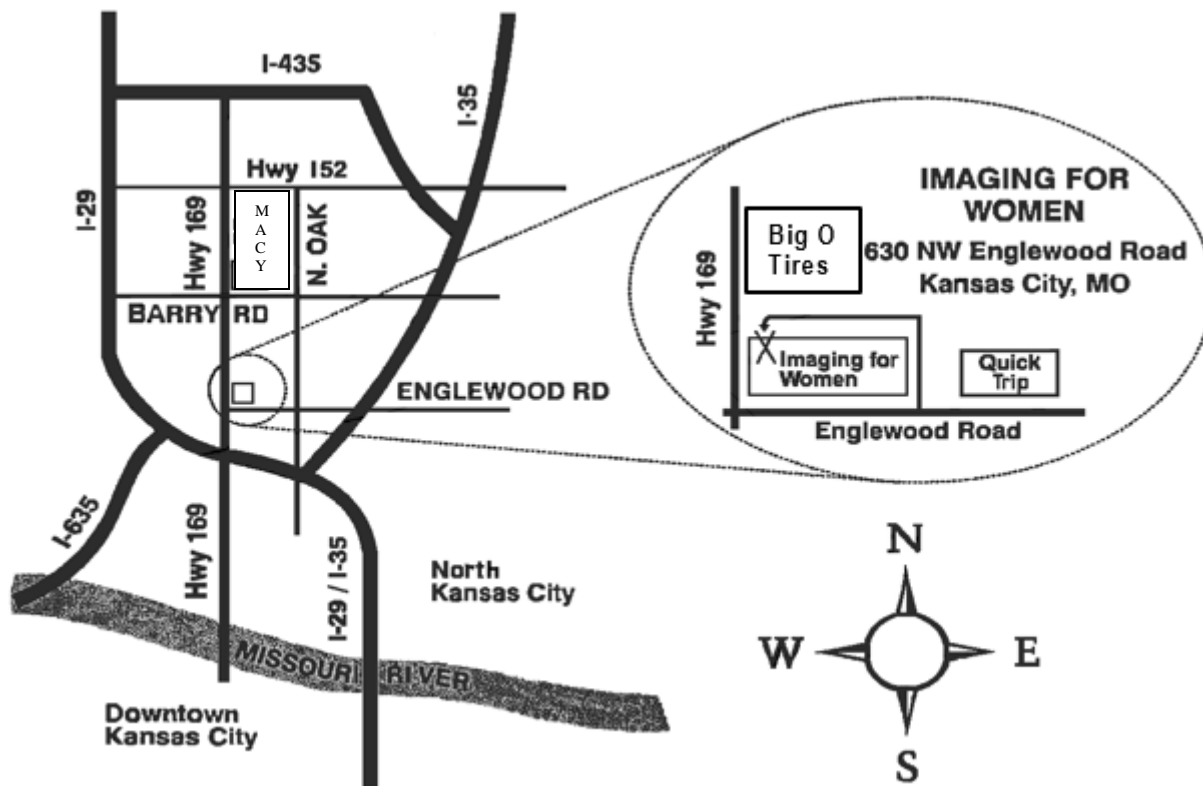 I-435
I-35
Hwy 152
I-29
Hwy 169
M
A
C
Y
N. OAK
BARRY RD
ENGLEWOOD RD
I-635
Hwy 169
I-29 / I-35
North
Kansas City
MISSOURI RIVER
Downtown
Kansas City
IMAGING FOR
WOMEN
630 NW Englewood Road
Kansas City, MO
Big O
Tires
Hwy 169
Imaging for
Women
Quick
Trip
Englewood Road
N
W
E
S